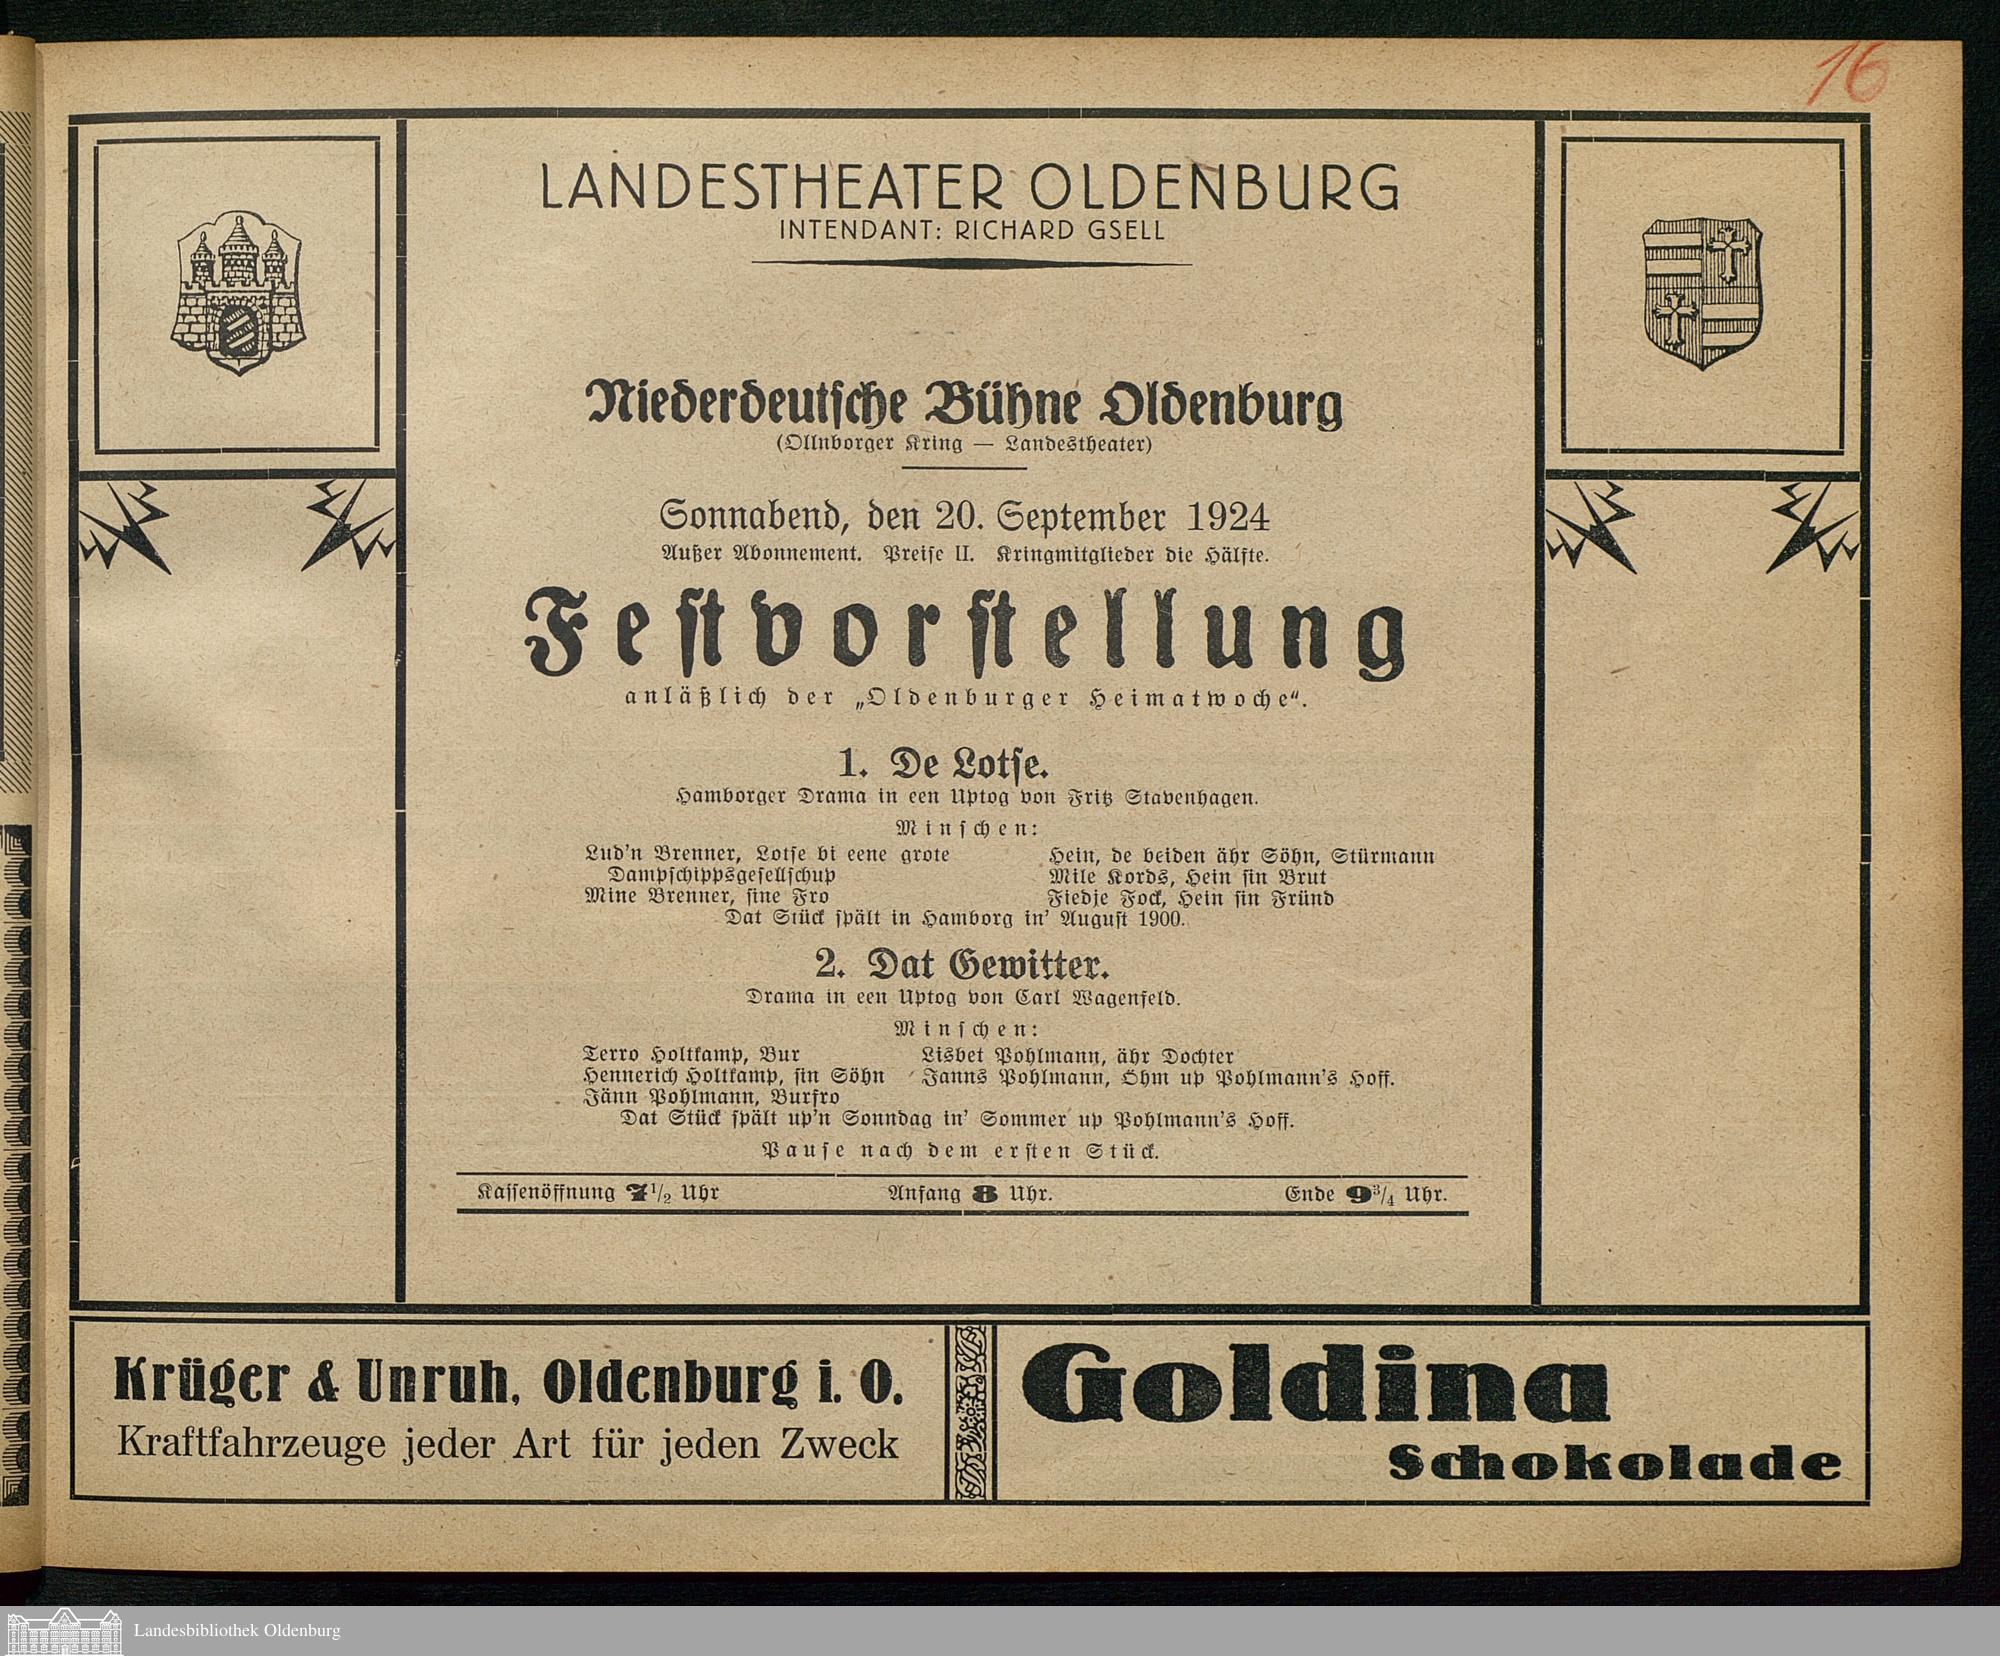 16
LANDESTHEATER OLDENBURG
INTENDANT: RICHARD GSELL
Niederdeutsche Bühne Oldenburg
(Ollnborger Kring — Landestheater)
Sonnabend, den 20. September 1924
Außer Abonnement. Preise II. Kringmitglieder die Hälfte.
Festvorstellung
anläßlich der „Oldenburger Heimatwoche“.
1. De Lotse.
Hamborger Drama in een Uptog von Fritz Stavenhagen.
Minschen:
Lud'n Brenner, Lotse bi eene grote
Dampschippsgesellschup
Mine Brenner, sine Fro
Hein, de beiden ähr Söhn, Stürmann
Mile Kords, Hein sin Brut
Fiedje Fock, Hein sin Fründ
Dat Stück spält in Hamborg in' August 1900.
2. Dat Gewitter.
Drama in een Uptog von Carl Wagenfeld.
Minschen:
Terro Holtkamp, Bur
Hennerich Holtkamp, sin Söhn
Jänn Pohlmann, Burfro
Lisbet Pohlmann, ähr Dochter
Janns Pohlmann, Öhm up Pohlmann's Hoff.
Dat Stück spält up'n Sonndag in' Sommer up Pohlmann's Hoff.
Pause nach dem ersten Stück.
Kassenöffnung 7 1/2 Uhr Anfang 8 Uhr. Ende 9 3/4 Uhr.
Krüger & Unruh, Oldenburg i. O.
Kraftfahrzeuge jeder Art für jeden Zweck
Goldina
Schokolade
Landesbibliothek Oldenburg